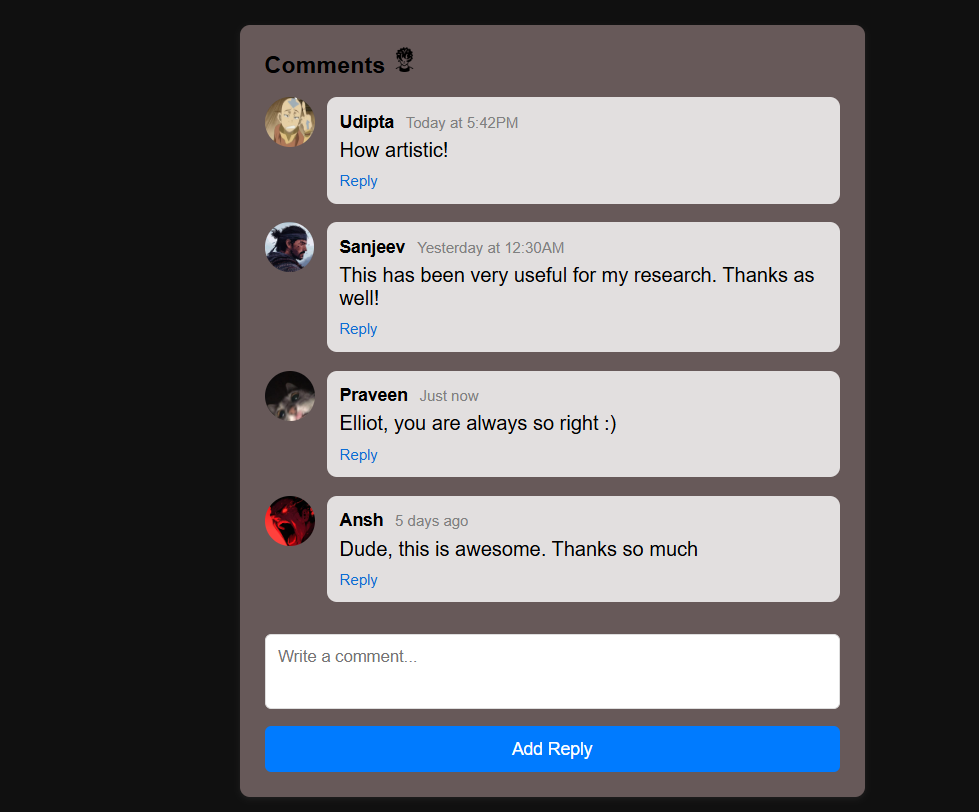 Comments
Udipta Today at 5:42PM
How artistic!
Reply
Sanjeev Yesterday at 12:30AM
This has been very useful for my research. Thanks as
well!
Reply
Praveen Just now
Elliot, you are always so right :)
Reply
Ansh 5 days ago
Dude, this is awesome. Thanks so much
Reply
Write a comment...
Add Reply